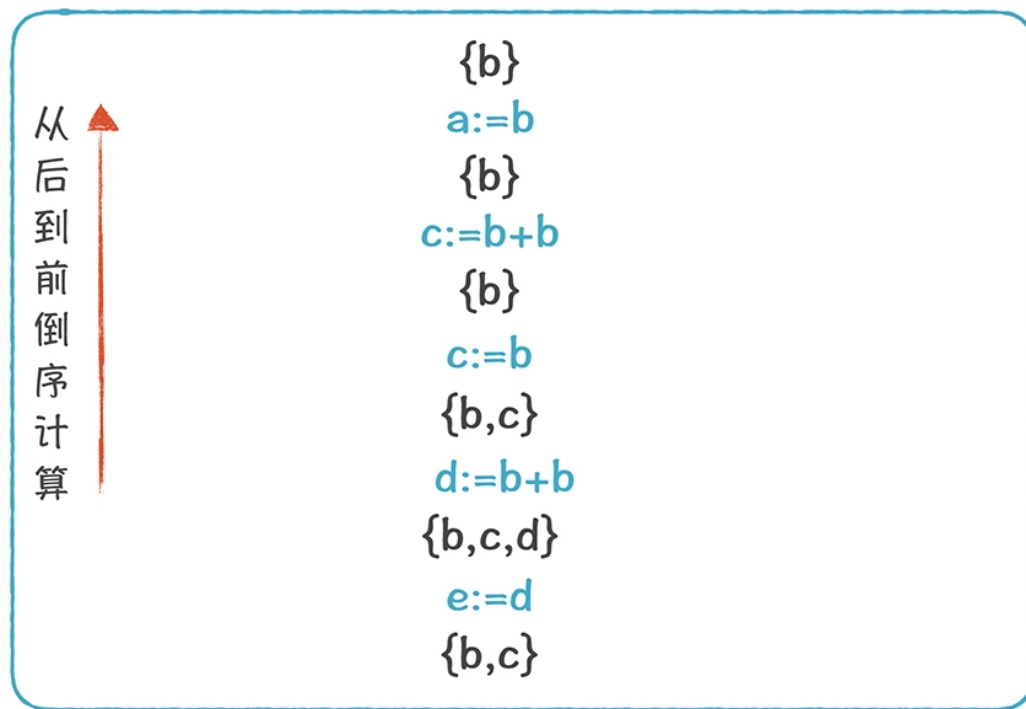 从后到前倒序计算
{b}
a:=b
{b}
c:=b+b
{b}
c:=b
{b,c}
d:=b+b
{b,c,d}
e:=d
{b,c}